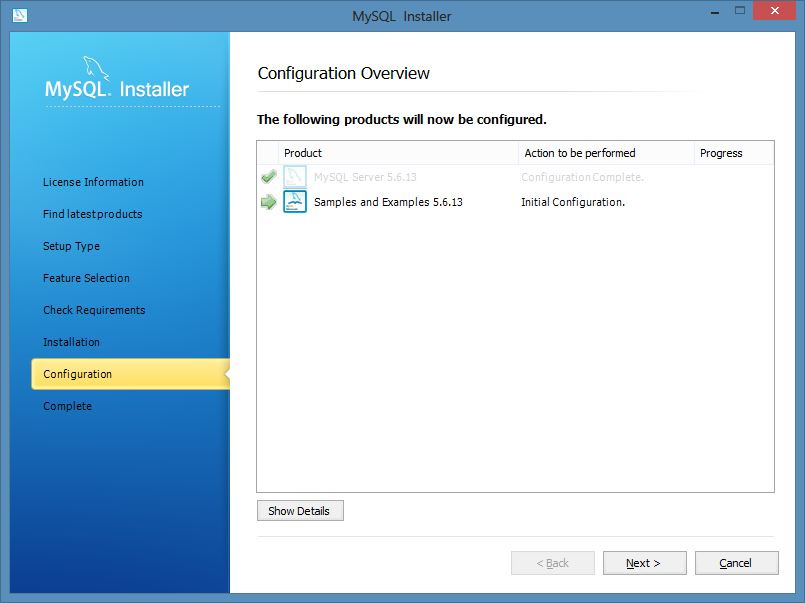 MySQL Installer
MySQL. Installer
License Information
Find latest products
Setup Type
Feature Selection
Check Requirements
Installation
Configuration
Complete
Configuration Overview
The following products will now be configured.
Product Action to be performed Progress
MySQL Server 5.6.13 Configuration Complete.
Samples and Examples 5.6.13 Initial Configuration.
Show Details
< Back Next > Cancel